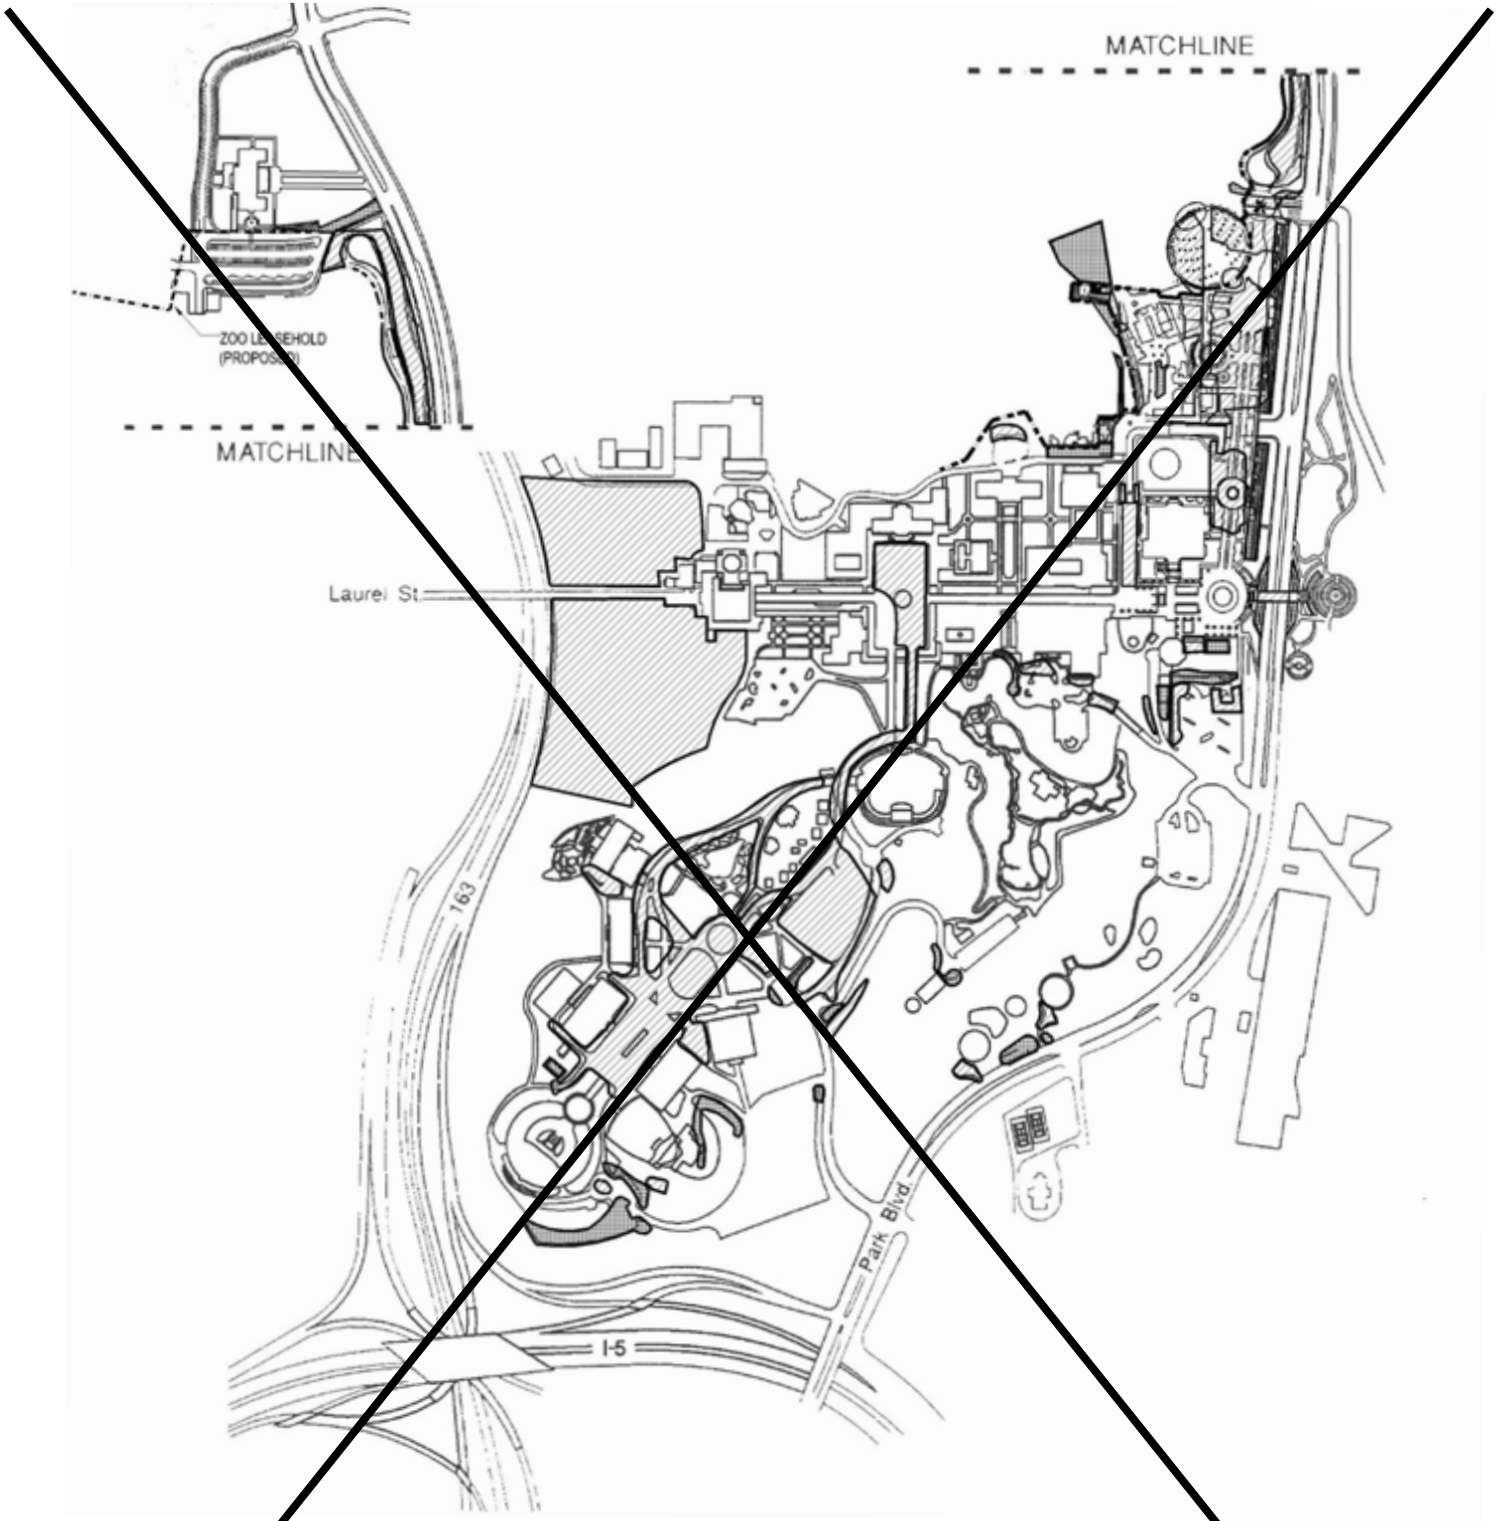 MATCHLINE
ZOO LEASEHOLD
(PROPOSED)
MATCHLINE
Laurel St.
163
Park Blvd.
I-5